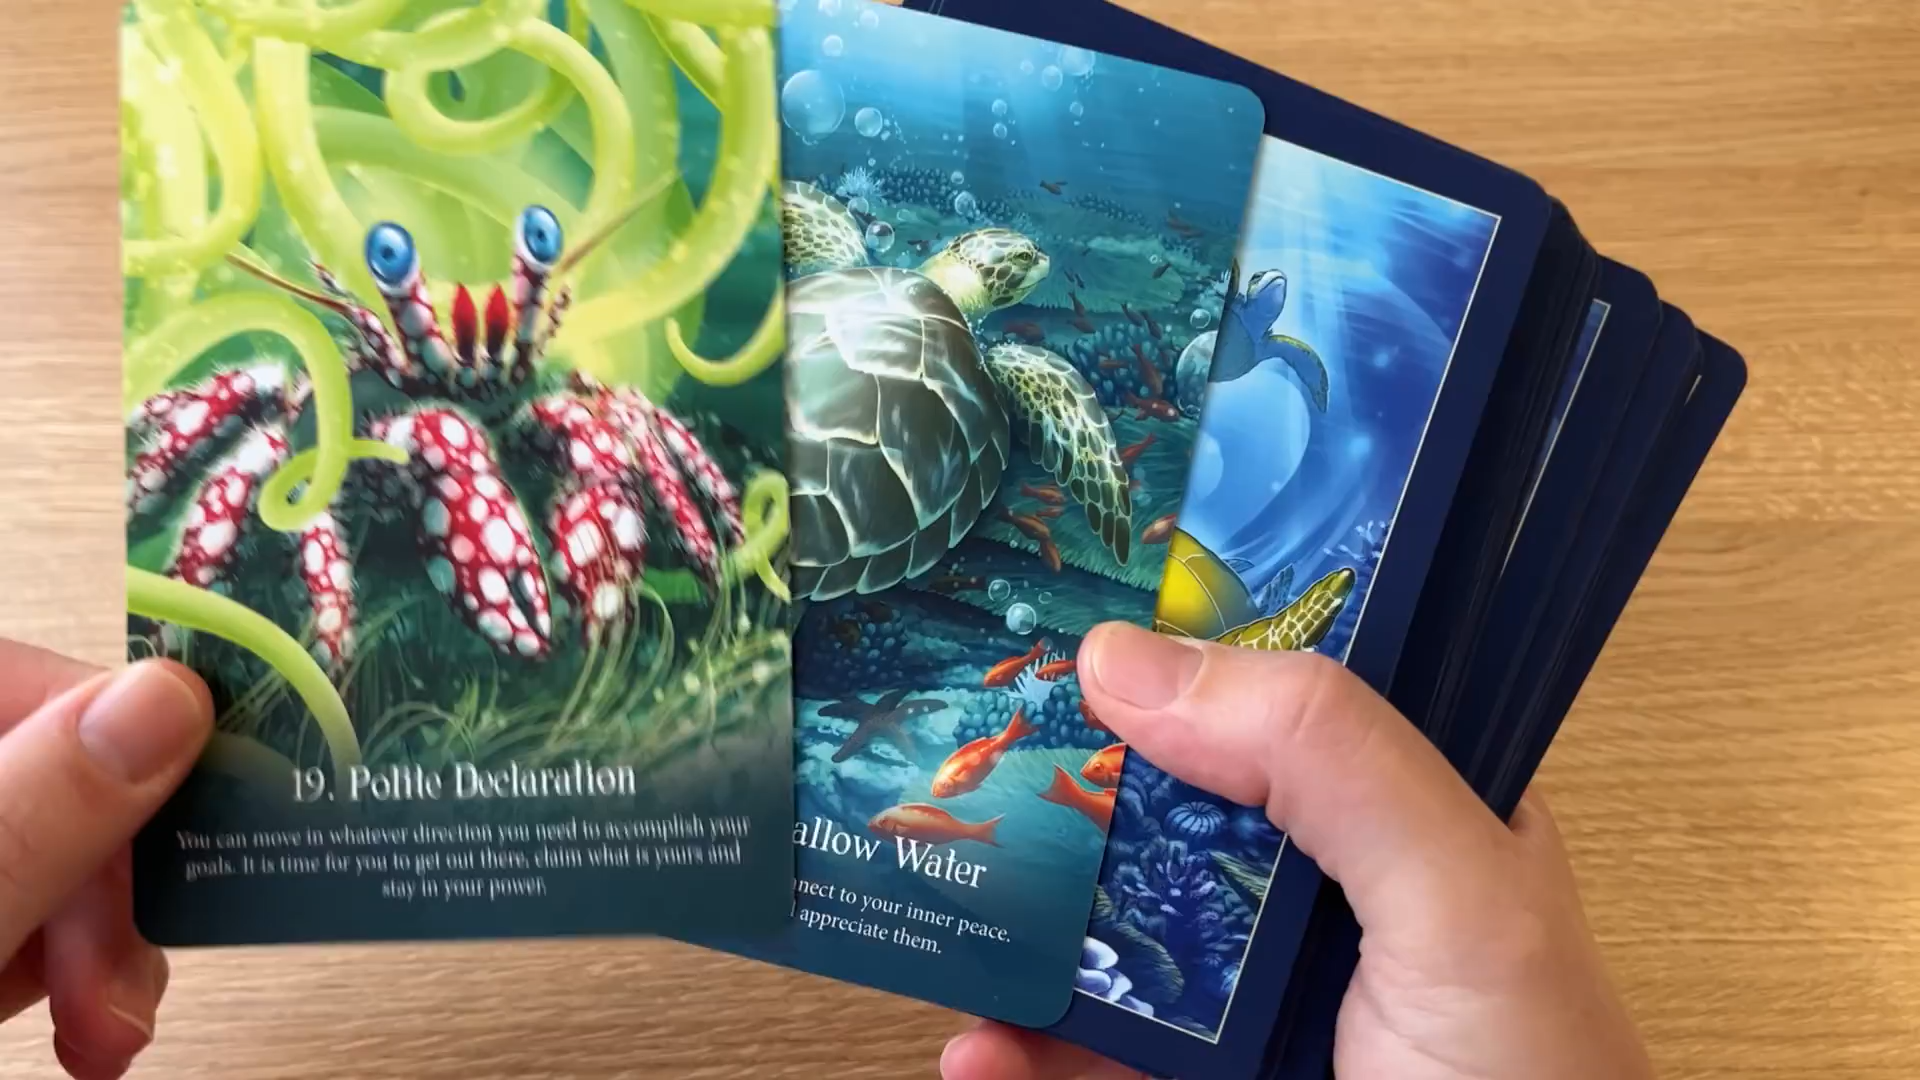 19. Polite Declaration
You can move in whatever direction you need to accomplish your
goals. It is time for you to get out there, claim what is yours and
stay in your power.
allow Water
nnect to your inner peace.
appreciate them.